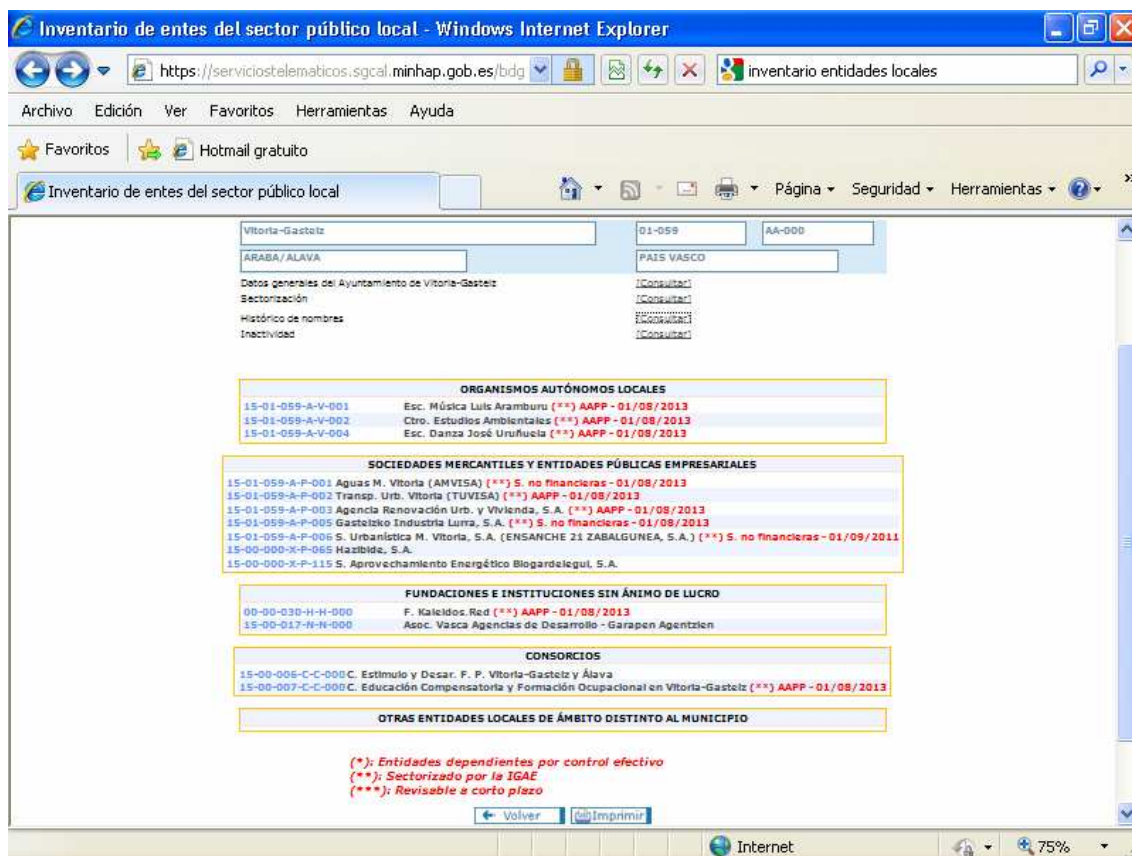 Inventario de entes del sector público local - Windows Internet Explorer
https://serviciostelematicos.sgcal.minhap.gob.es/bdg
inventario entidades locales
Archivo Edición Ver Favoritos Herramientas Ayuda
Favoritos Hotmail gratuito
Inventario de entes del sector público local Página Seguridad Herramientas
Vitoria-Gasteiz 01-059 AA-000
ARABA/ALAVA PAIS VASCO
Datos generales del Ayuntamiento de Vitoria-Gasteiz [Consultar]
Sectorización [Consultar]
Histórico de nombres [Consultar]
Inactividad [Consultar]
ORGANISMOS AUTÓNOMOS LOCALES
15-01-059-A-V-001 Esc. Música Luis Aramburu (**) AAPP - 01/08/2013
15-01-059-A-V-002 Ctro. Estudios Ambientales (**) AAPP - 01/08/2013
15-01-059-A-V-004 Esc. Danza José Uruñuela (**) AAPP - 01/08/2013
SOCIEDADES MERCANTILES Y ENTIDADES PÚBLICAS EMPRESARIALES
15-01-059-A-P-001 Aguas M. Vitoria (AMVISA) (**) S. no financieras - 01/08/2013
15-01-059-A-P-002 Transp. Urb. Vitoria (TUVISA) (**) AAPP - 01/08/2013
15-01-059-A-P-003 Agencia Renovación Urb. y Vivienda, S.A. (**) AAPP - 01/08/2013
15-01-059-A-P-005 Gasteizko Industria Lurra, S.A. (**) S. no financieras - 01/08/2013
15-01-059-A-P-006 S. Urbanística M. Vitoria, S.A. (ENSANCHE 21 ZABALGUNEA, S.A.) (**) S. no financieras - 01/09/2011
15-00-000-X-P-065 Hazibide, S.A.
15-00-000-X-P-115 S. Aprovechamiento Energético Biogardelegui, S.A.
FUNDACIONES E INSTITUCIONES SIN ÁNIMO DE LUCRO
00-00-030-H-H-000 F. Kaleidos.Red (**) AAPP - 01/08/2013
15-00-017-N-N-000 Asoc. Vasca Agencias de Desarrollo - Garapen Agentzien
CONSORCIOS
15-00-006-C-C-000 C. Estimulo y Desar. F. P. Vitoria-Gasteiz y Álava
15-00-007-C-C-000 C. Educación Compensatoria y Formación Ocupacional en Vitoria-Gasteiz (**) AAPP - 01/08/2013
OTRAS ENTIDADES LOCALES DE ÁMBITO DISTINTO AL MUNICIPIO
(*): Entidades dependientes por control efectivo
(**): Sectorizado por la IGAE
(***): Revisable a corto plazo
Volver Imprimir
Internet 75%